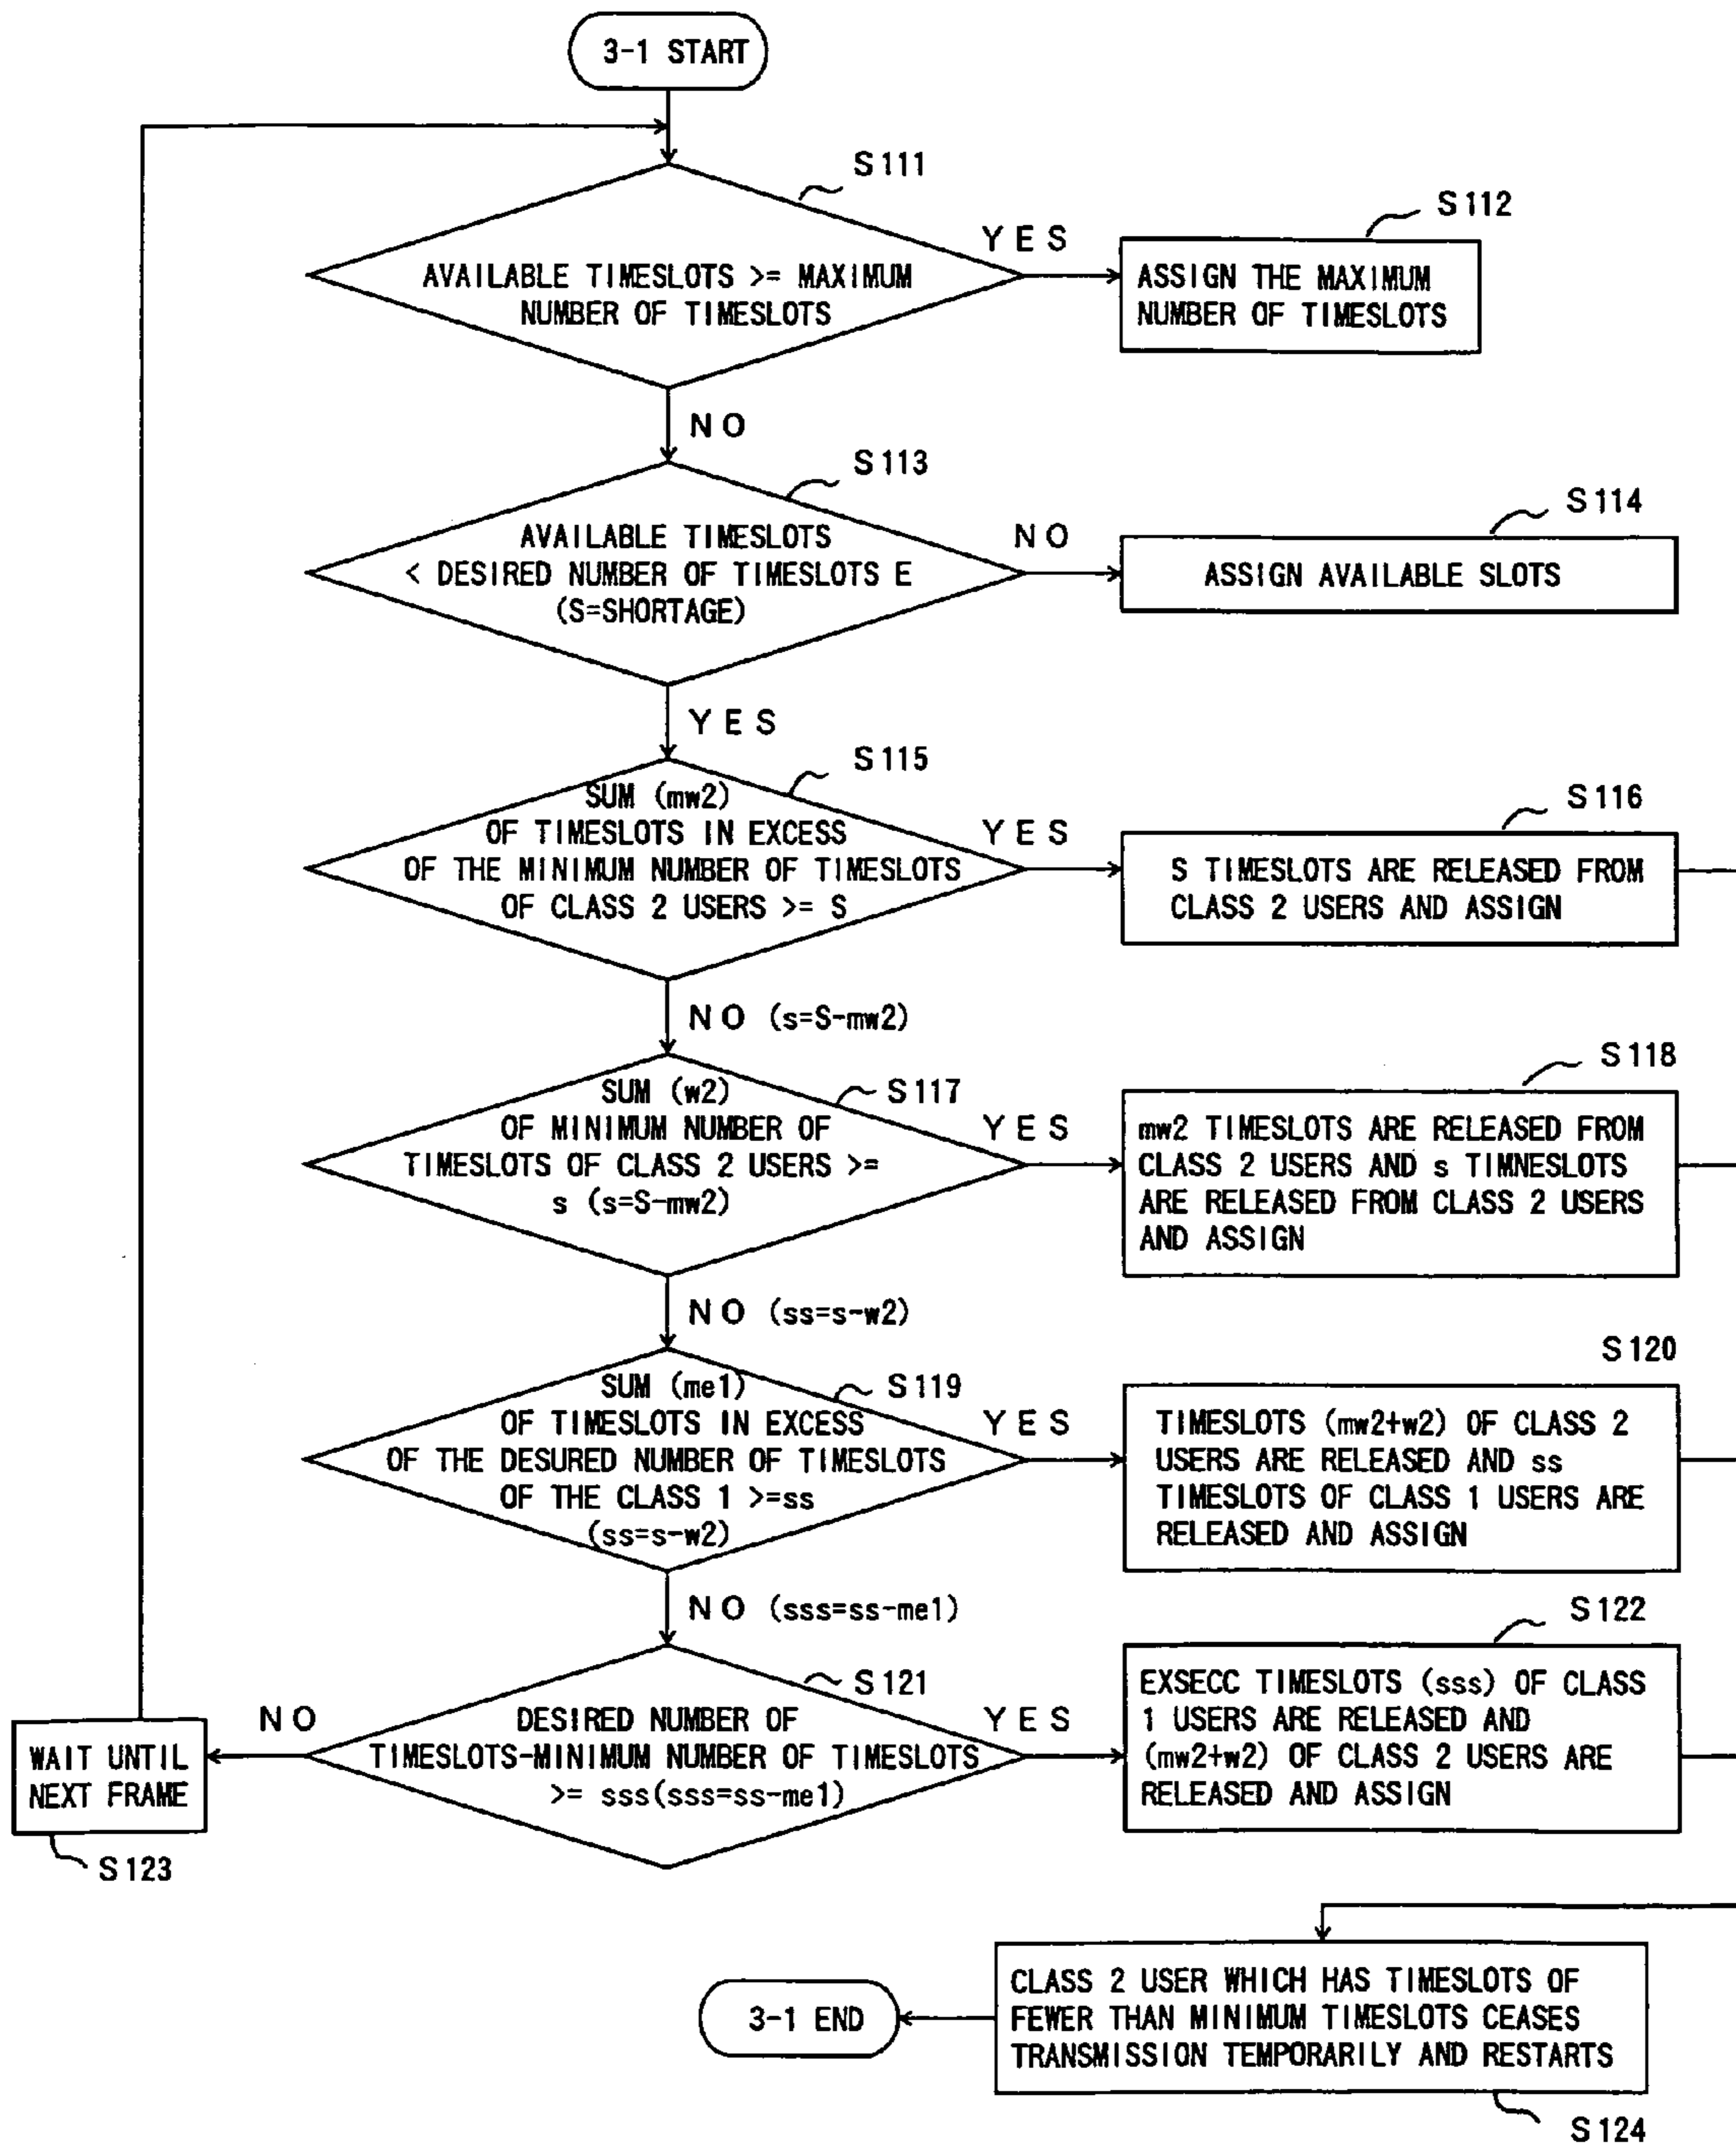 3-1 START
S111
YES
S112
AVAILABLE TIMESLOTS >= MAXIMUM
NUMBER OF TIMESLOTS
ASSIGN THE MAXIMUM
NUMBER OF TIMESLOTS
NO
S113
AVAILABLE TIMESLOTS
< DESIRED NUMBER OF TIMESLOTS E
(S=SHORTAGE)
NO
S114
ASSIGN AVAILABLE SLOTS
YES
S115
SUM (mw2)
OF TIMESLOTS IN EXCESS
OF THE MINIMUM NUMBER OF TIMESLOTS
OF CLASS 2 USERS >= S
YES
S116
S TIMESLOTS ARE RELEASED FROM
CLASS 2 USERS AND ASSIGN
NO (s=S-mw2)
S117
SUM (w2)
OF MINIMUM NUMBER OF
TIMESLOTS OF CLASS 2 USERS >=
s (s=S-mw2)
YES
S118
mw2 TIMESLOTS ARE RELEASED FROM
CLASS 2 USERS AND s TIMNESLOTS
ARE RELEASED FROM CLASS 2 USERS
AND ASSIGN
NO (ss=s-w2)
S119
SUM (me1)
OF TIMESLOTS IN EXCESS
OF THE DESURED NUMBER OF TIMESLOTS
OF THE CLASS 1 >=ss
(ss=s-w2)
YES
S120
TIMESLOTS (mw2+w2) OF CLASS 2
USERS ARE RELEASED AND ss
TIMESLOTS OF CLASS 1 USERS ARE
RELEASED AND ASSIGN
NO (sss=ss-me1)
S121
DESIRED NUMBER OF
TIMESLOTS-MINIMUM NUMBER OF TIMESLOTS
>= sss(sss=ss-me1)
YES
S122
EXSECC TIMESLOTS (sss) OF CLASS
1 USERS ARE RELEASED AND
(mw2+w2) OF CLASS 2 USERS ARE
RELEASED AND ASSIGN
NO
WAIT UNTIL
NEXT FRAME
S123
CLASS 2 USER WHICH HAS TIMESLOTS OF
FEWER THAN MINIMUM TIMESLOTS CEASES
TRANSMISSION TEMPORARILY AND RESTARTS
S124
3-1 END